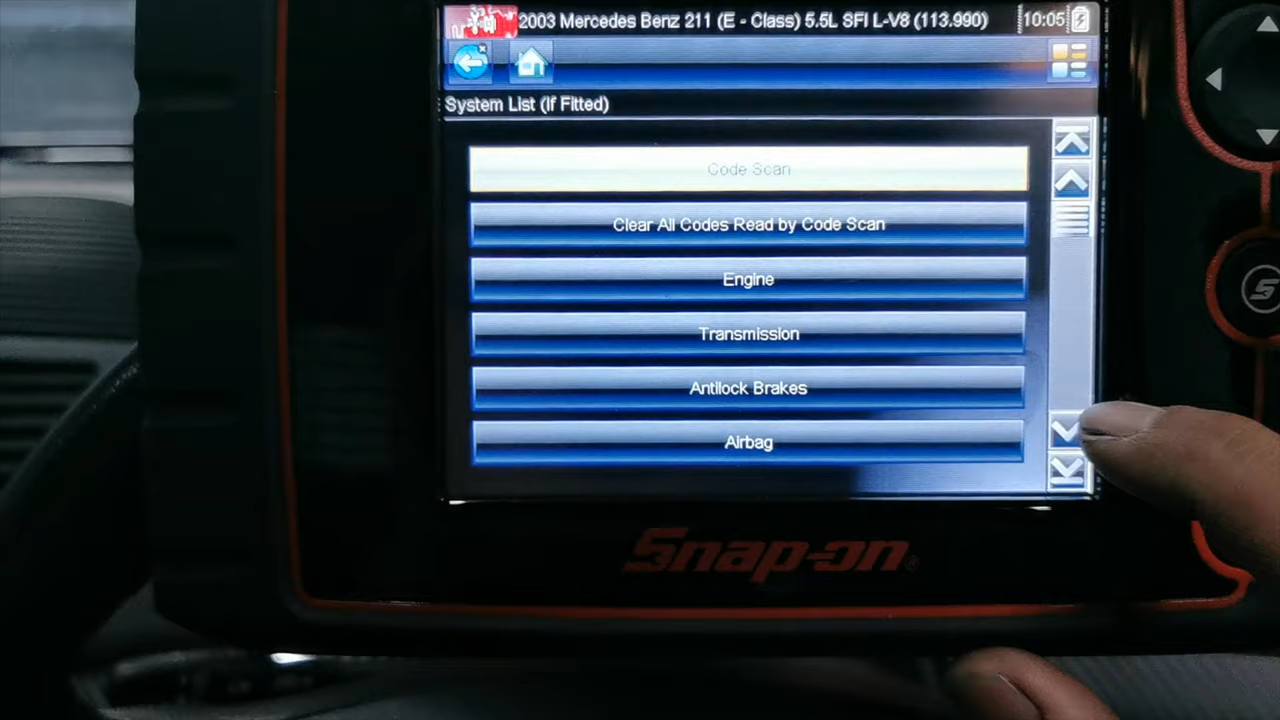 2003 Mercedes Benz 211 (E - Class) 5.5L SFI L-V8 (113.990) 10:05
System List (If Fitted)
Code Scan
Clear All Codes Read by Code Scan
Engine
Transmission
Antilock Brakes
Airbag
Snap-on®
S